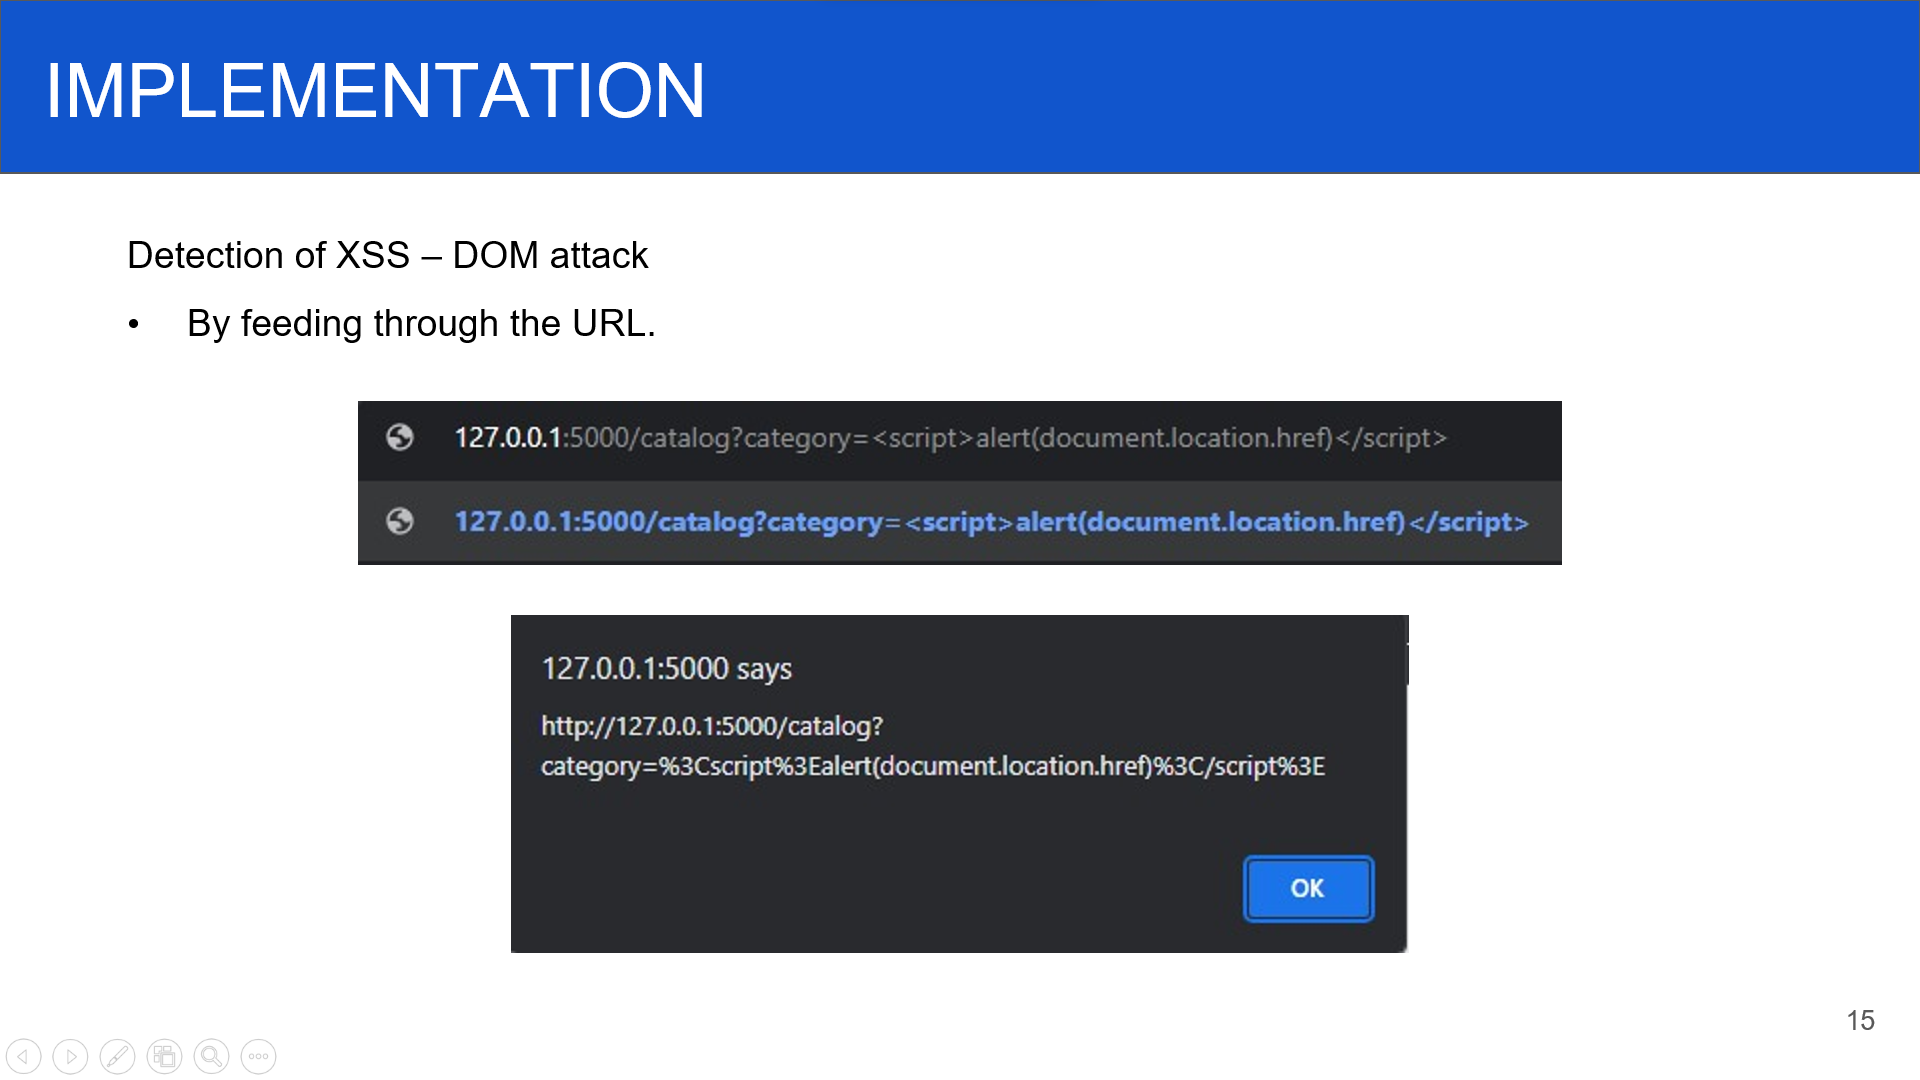 IMPLEMENTATION
Detection of XSS – DOM attack
• By feeding through the URL.
127.0.0.1:5000/catalog?category=<script>alert(document.location.href)</script>
127.0.0.1:5000/catalog?category=<script>alert(document.location.href)</script>
127.0.0.1:5000 says
http://127.0.0.1:5000/catalog?
category=%3Cscript%3Ealert(document.location.href)%3C/script%3E
OK
15